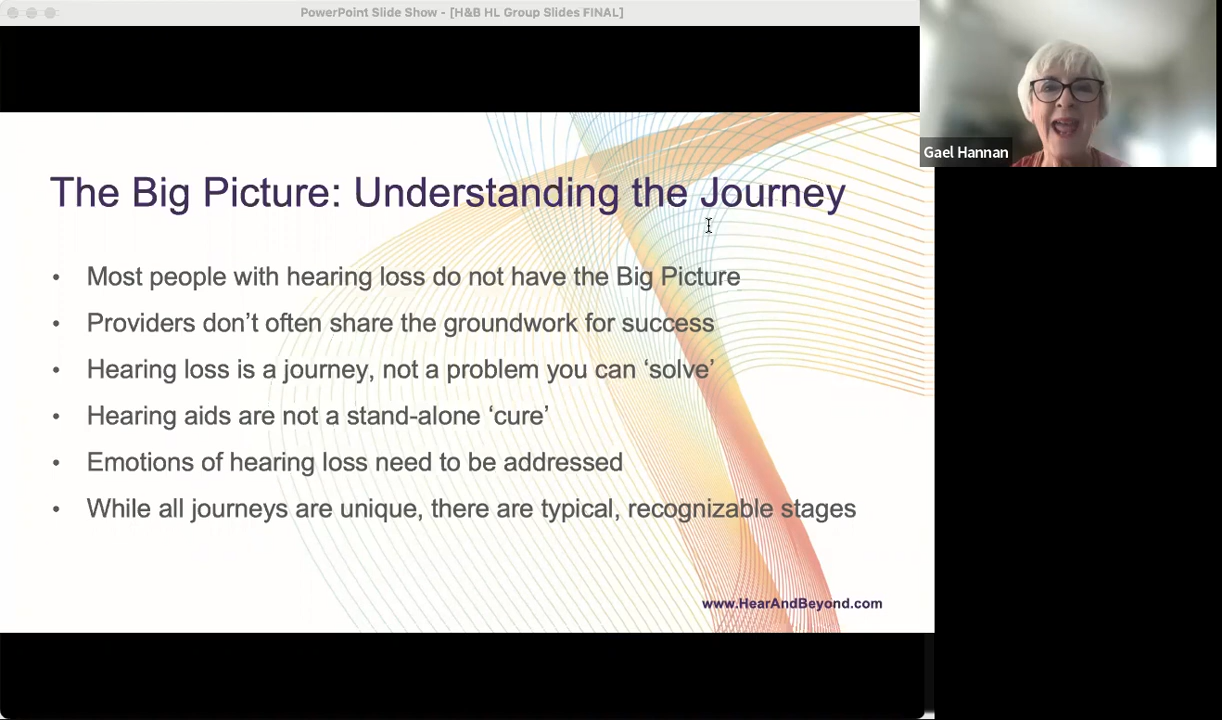 PowerPoint Slide Show - [H&B HL Group Slides FINAL]
Gael Hannan
The Big Picture: Understanding the Journey
• Most people with hearing loss do not have the Big Picture
• Providers don’t often share the groundwork for success
• Hearing loss is a journey, not a problem you can ‘solve’
• Hearing aids are not a stand-alone ‘cure’
• Emotions of hearing loss need to be addressed
• While all journeys are unique, there are typical, recognizable stages
www.HearAndBeyond.com